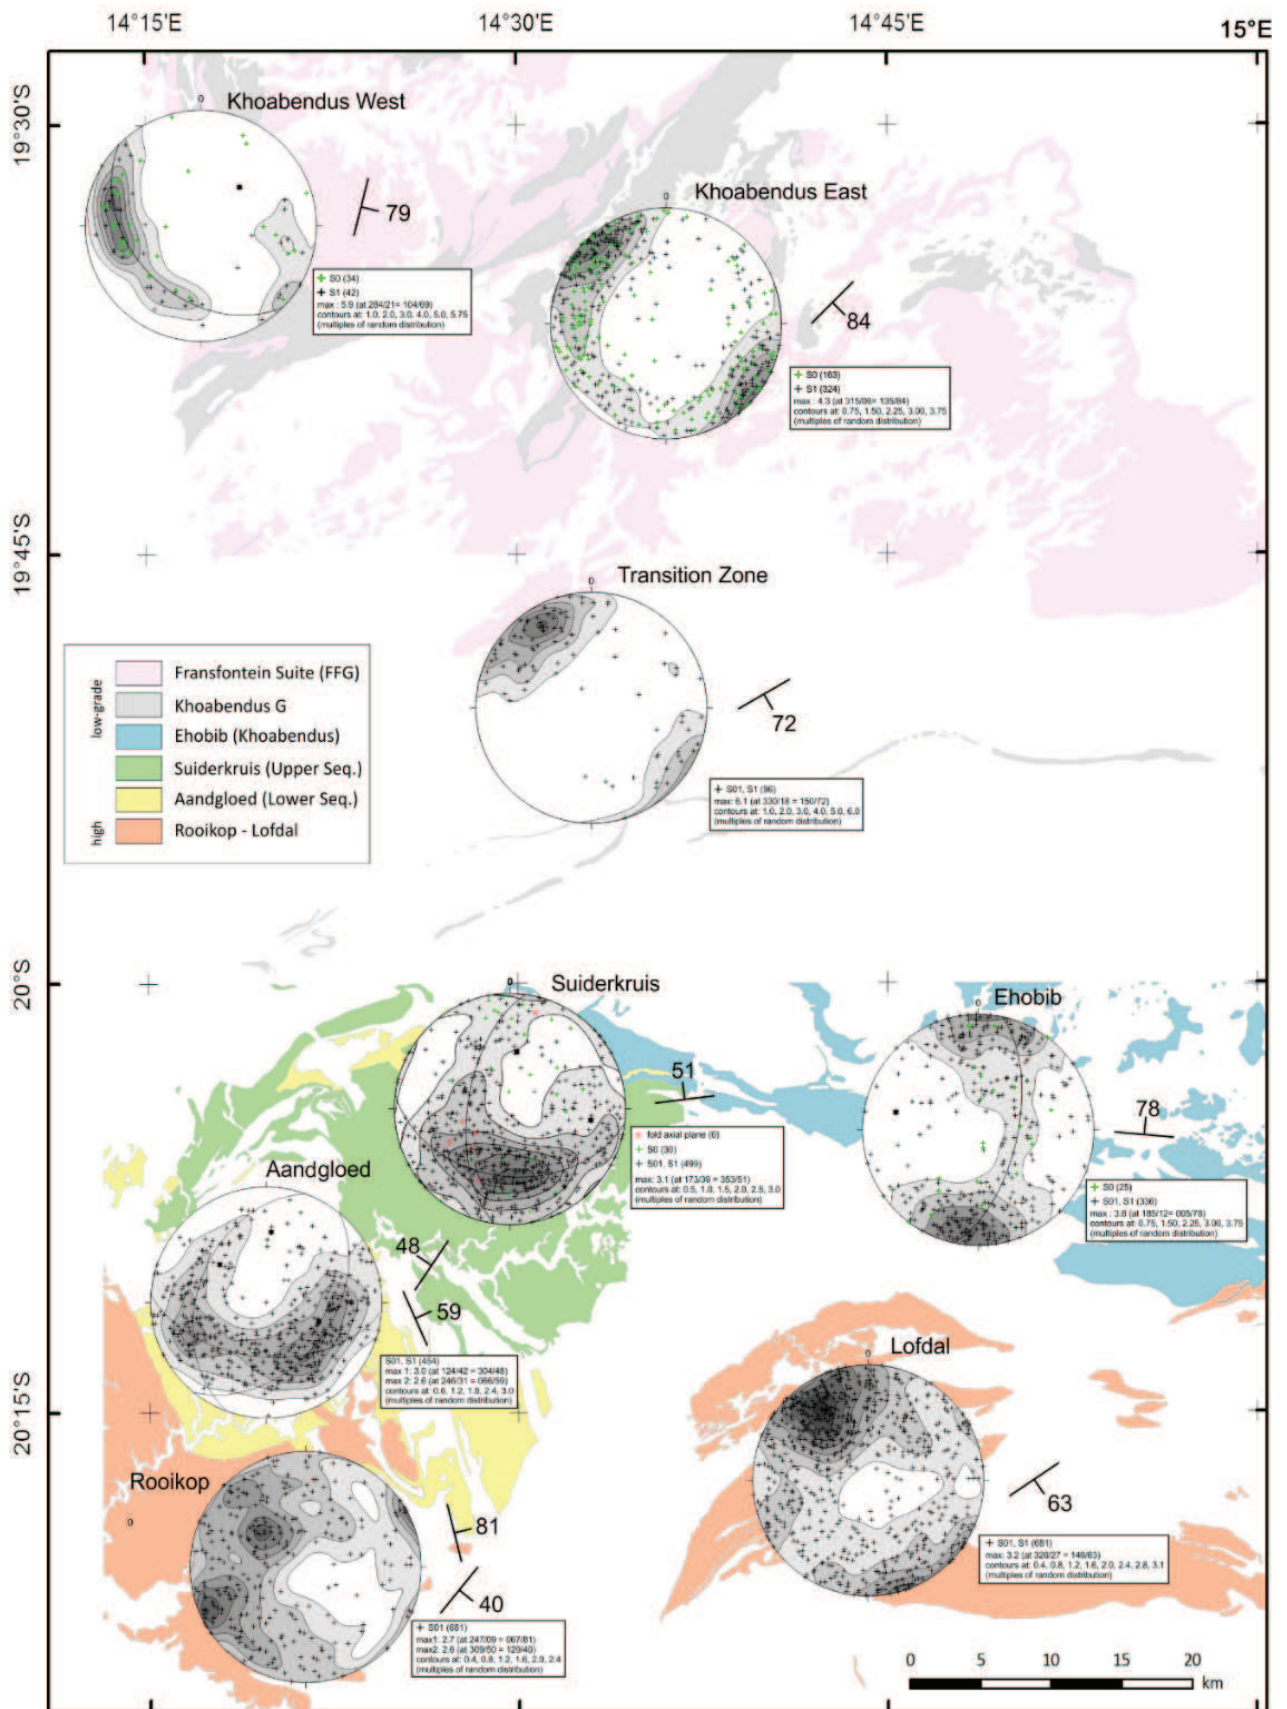 14°15'E
14°30'E
14°45'E
15°E
19°30'S
19°45'S
20°S
20°15'S
0
Khoabendus West
79
S0 (34)
S1 (42)
max : 5.9 (at 284/21= 104/69)
contours at: 1.0, 2.0, 3.0, 4.0, 5.0, 5.75
(multiples of random distribution)
Khoabendus East
0
84
S0 (163)
S1 (324)
max : 4.3 (at 315/06= 135/84)
contours at: 0.75, 1.50, 2.25, 3.00, 3.75
(multiples of random distribution)
Transition Zone
0
72
S01, S1 (96)
max: 6.1 (at 330/18 = 150/72)
contours at: 1.0, 2.0, 3.0, 4.0, 5.0, 6.0
(multiples of random distribution)
low-grade
high
Fransfontein Suite (FFG)
Khoabendus G
Ehobib (Khoabendus)
Suiderkruis (Upper Seq.)
Aandgloed (Lower Seq.)
Rooikop - Lofdal
0
Suiderkruis
51
fold axial plane (6)
S0 (39)
S01, S1 (499)
max: 3.1 (at 173/39 = 353/51)
contours at: 0.5, 1.0, 1.5, 2.0, 2.5, 3.0
(multiples of random distribution)
Ehobib
0
78
S0 (25)
S01, S1 (336)
max : 3.8 (at 185/12= 005/78)
contours at: 0.75, 1.50, 2.25, 3.00, 3.75
(multiples of random distribution)
Aandgloed
0
48
59
S01, S1 (454)
max 1: 3.0 (at 124/42 = 304/48)
max 2: 2.6 (at 246/31 = 066/59)
contours at: 0.6, 1.2, 1.8, 2.4, 3.0
(multiples of random distribution)
Lofdal
0
63
S01, S1 (681)
max: 3.2 (at 326/27 = 146/63)
contours at: 0.4, 0.8, 1.2, 1.6, 2.0, 2.4, 2.8, 3.1
(multiples of random distribution)
Rooikop
0
81
40
S01 (681)
max1: 2.7 (at 247/09 = 067/81)
max2: 2.6 (at 309/50 = 129/40)
contours at: 0.4, 0.8, 1.2, 1.6, 2.0, 2.4
(multiples of random distribution)
0 5 10 15 20
km